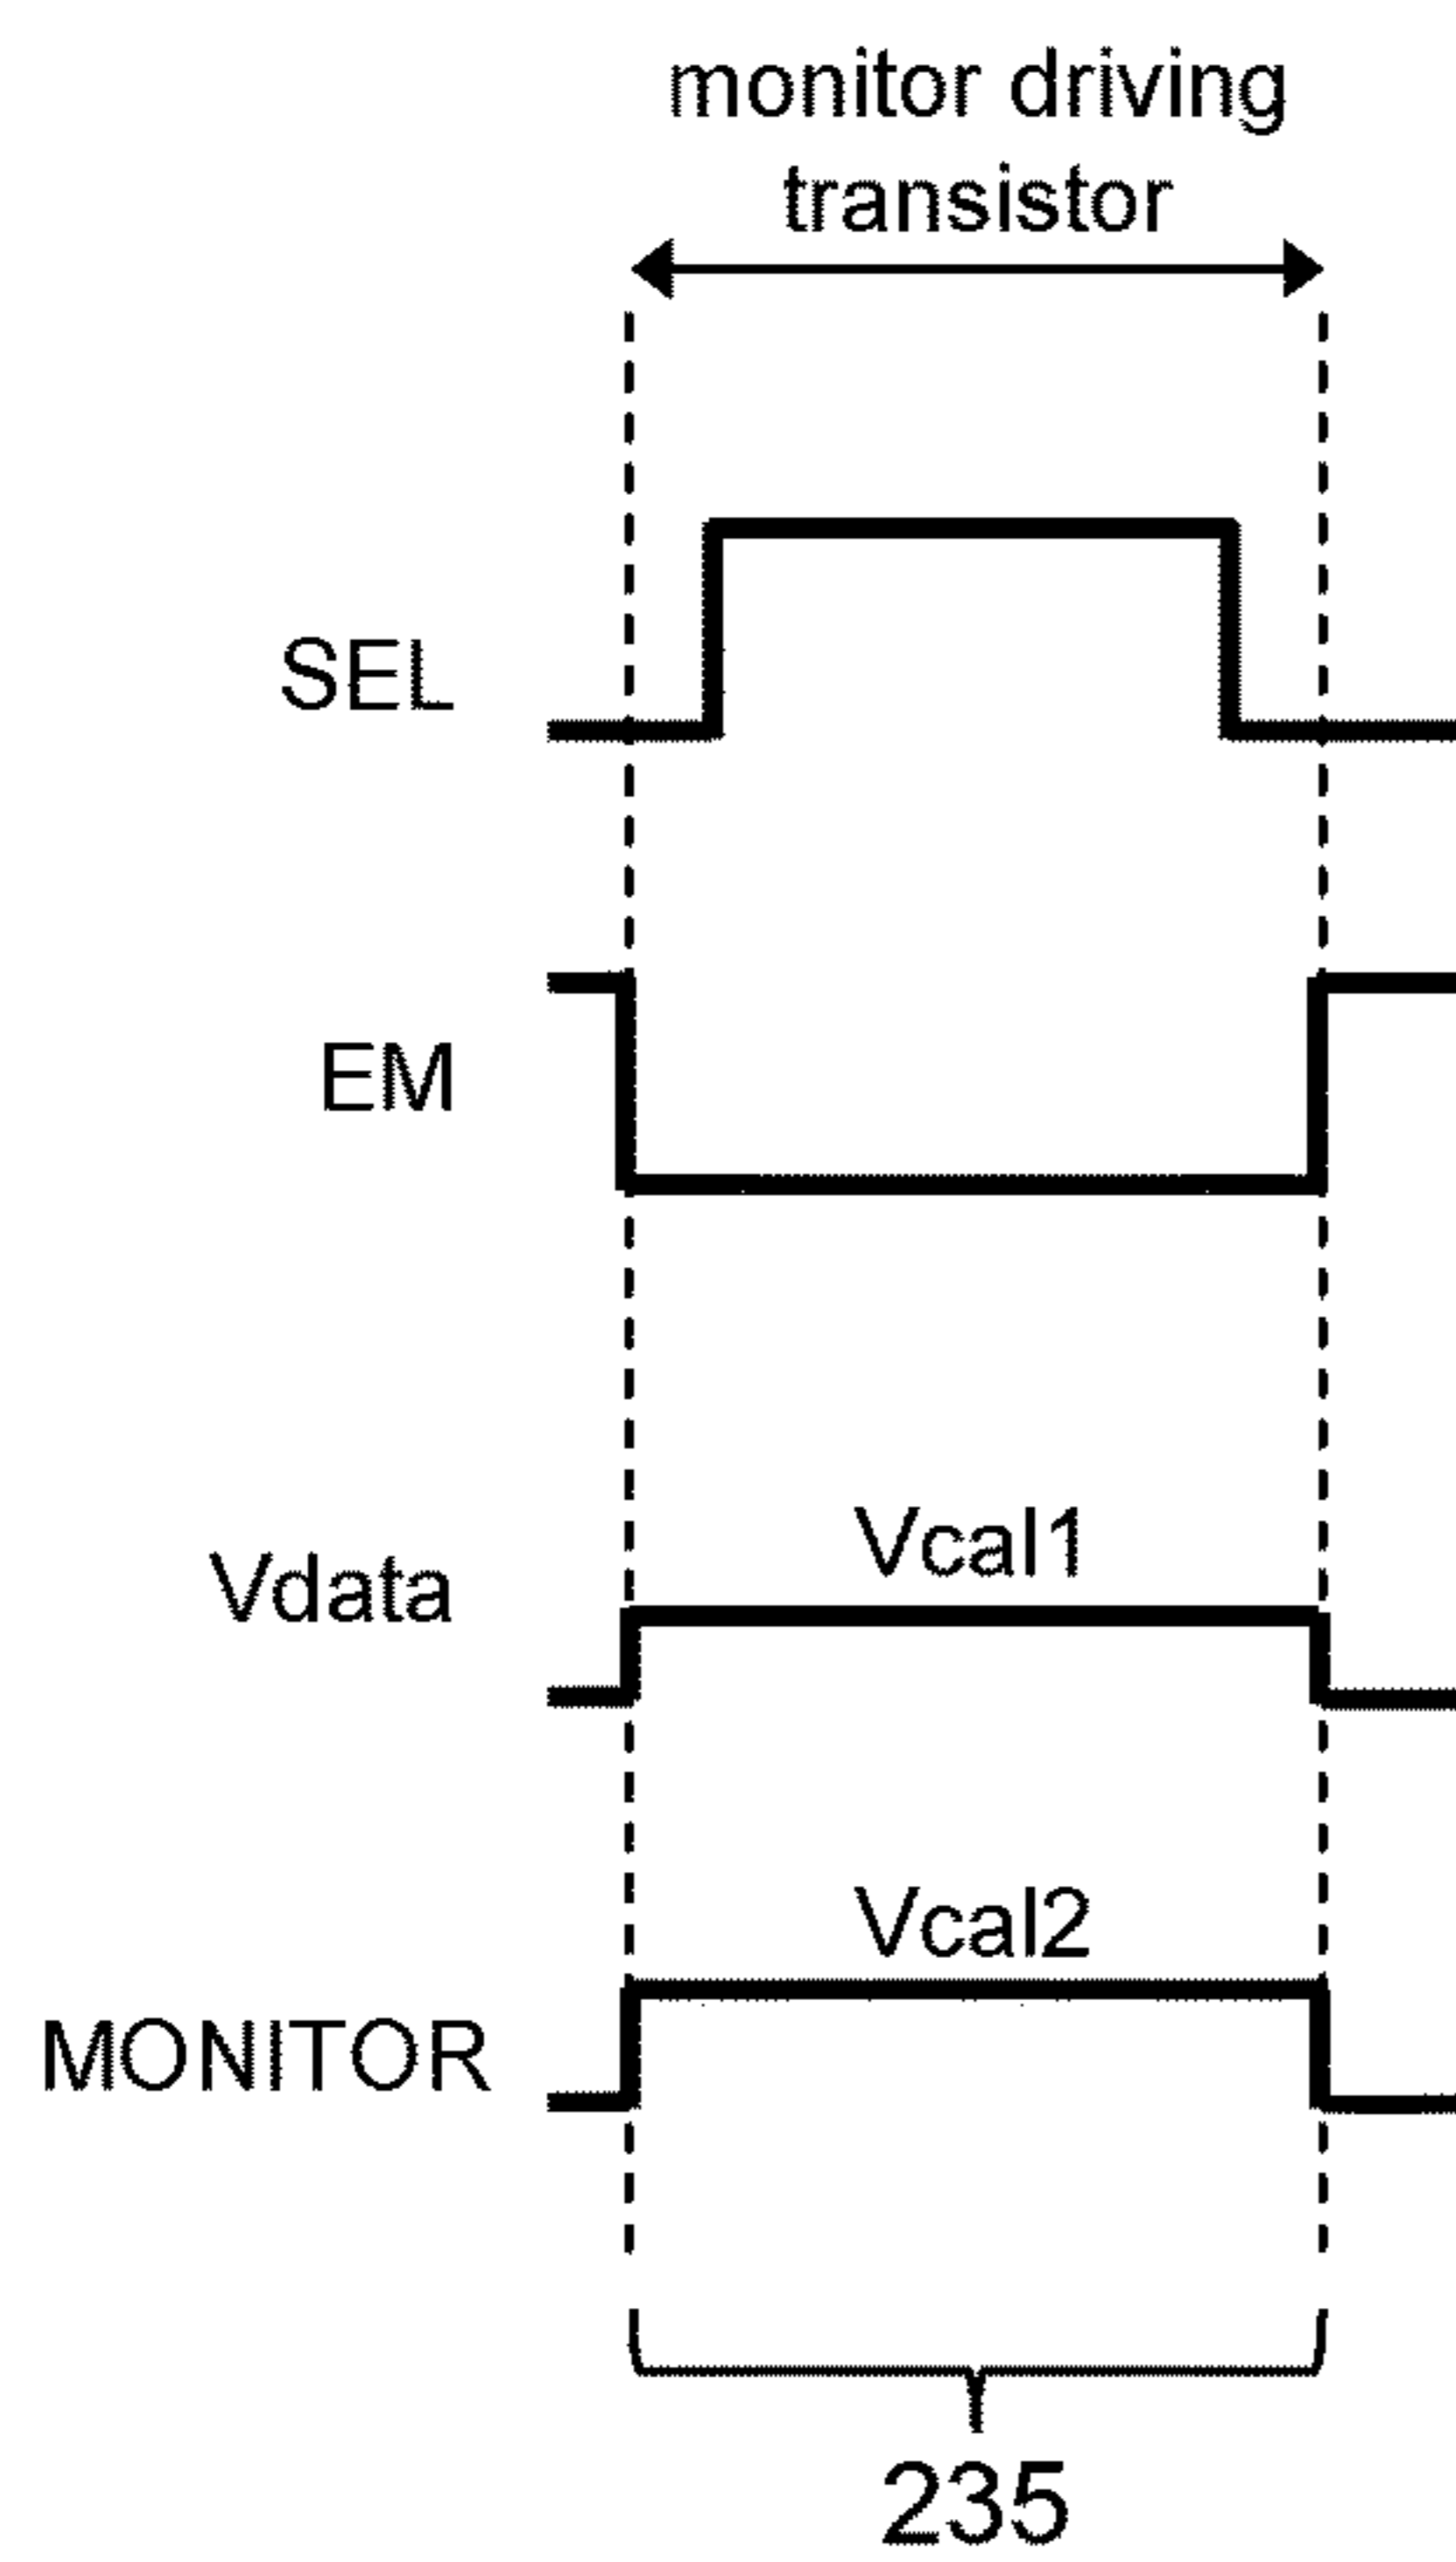 monitor driving
transistor
SEL
EM
Vcal1
Vdata
Vcal2
MONITOR
235